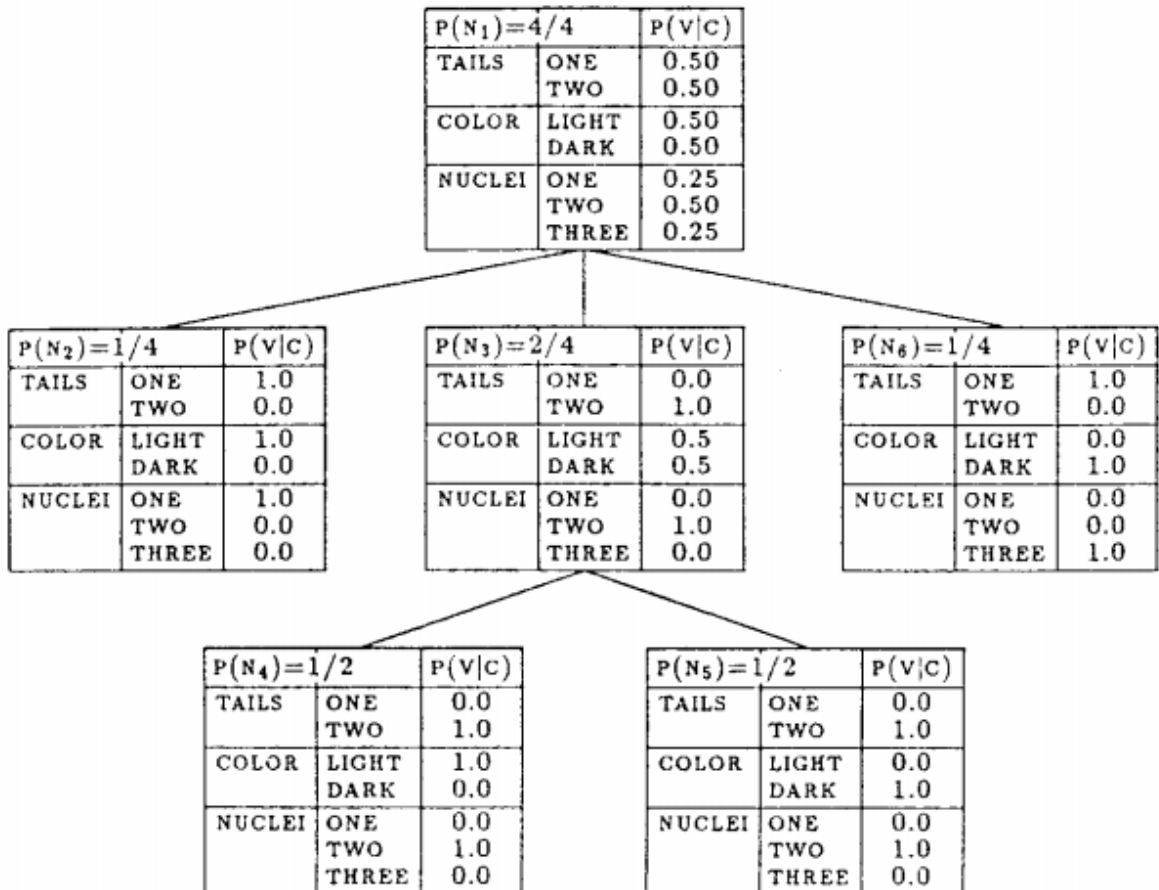 P(N₁)=4/4 P(V|C)
TAILS ONE 0.50
TWO 0.50
COLOR LIGHT 0.50
DARK 0.50
NUCLEI ONE 0.25
TWO 0.50
THREE 0.25
P(N₂)=1/4 P(V|C)
TAILS ONE 1.0
TWO 0.0
COLOR LIGHT 1.0
DARK 0.0
NUCLEI ONE 1.0
TWO 0.0
THREE 0.0
P(N₃)=2/4 P(V|C)
TAILS ONE 0.0
TWO 1.0
COLOR LIGHT 0.5
DARK 0.5
NUCLEI ONE 0.0
TWO 1.0
THREE 0.0
P(N₆)=1/4 P(V|C)
TAILS ONE 1.0
TWO 0.0
COLOR LIGHT 0.0
DARK 1.0
NUCLEI ONE 0.0
TWO 0.0
THREE 1.0
P(N₄)=1/2 P(V|C)
TAILS ONE 0.0
TWO 1.0
COLOR LIGHT 1.0
DARK 0.0
NUCLEI ONE 0.0
TWO 1.0
THREE 0.0
P(N₅)=1/2 P(V|C)
TAILS ONE 0.0
TWO 1.0
COLOR LIGHT 0.0
DARK 1.0
NUCLEI ONE 0.0
TWO 1.0
THREE 0.0